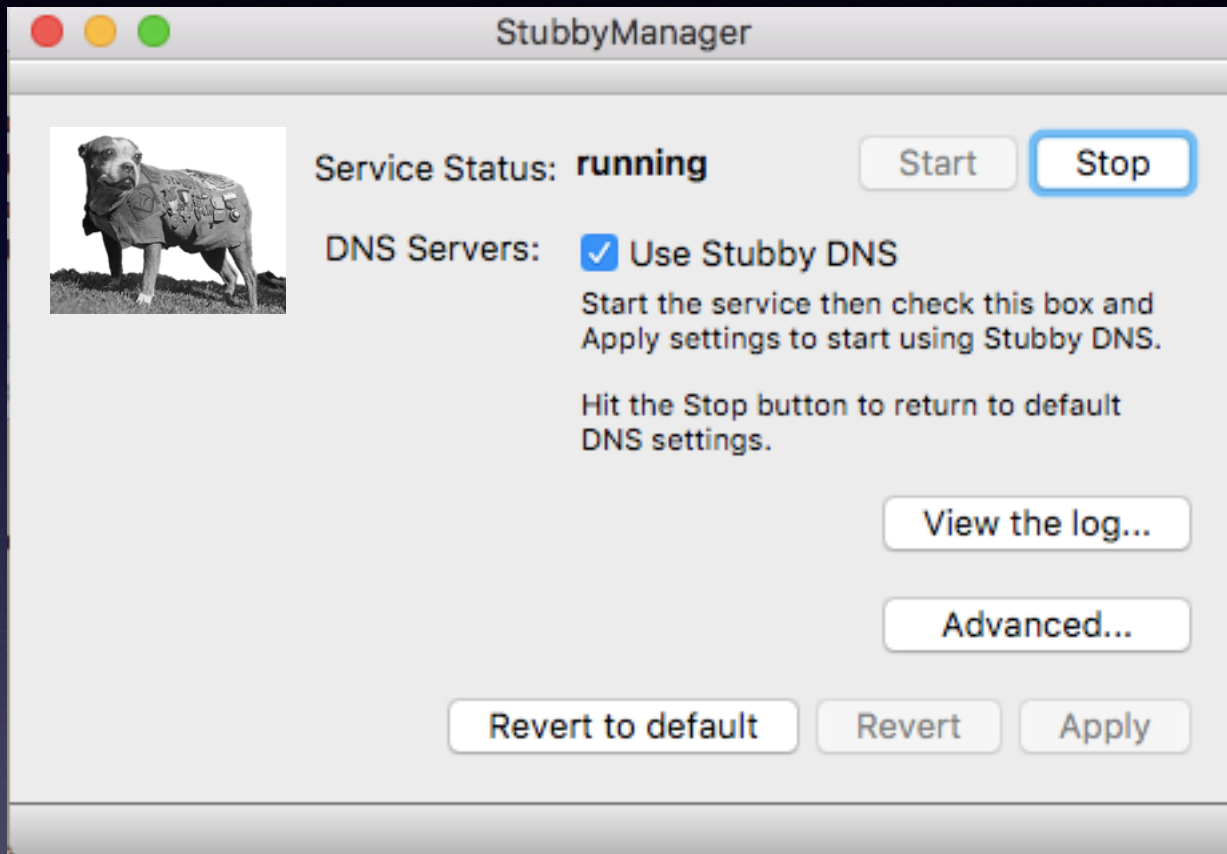 StubbyManager
Service Status: running Start Stop
DNS Servers: Use Stubby DNS
Start the service then check this box and
Apply settings to start using Stubby DNS.
Hit the Stop button to return to default
DNS settings.
View the log...
Advanced...
Revert to default Revert Apply